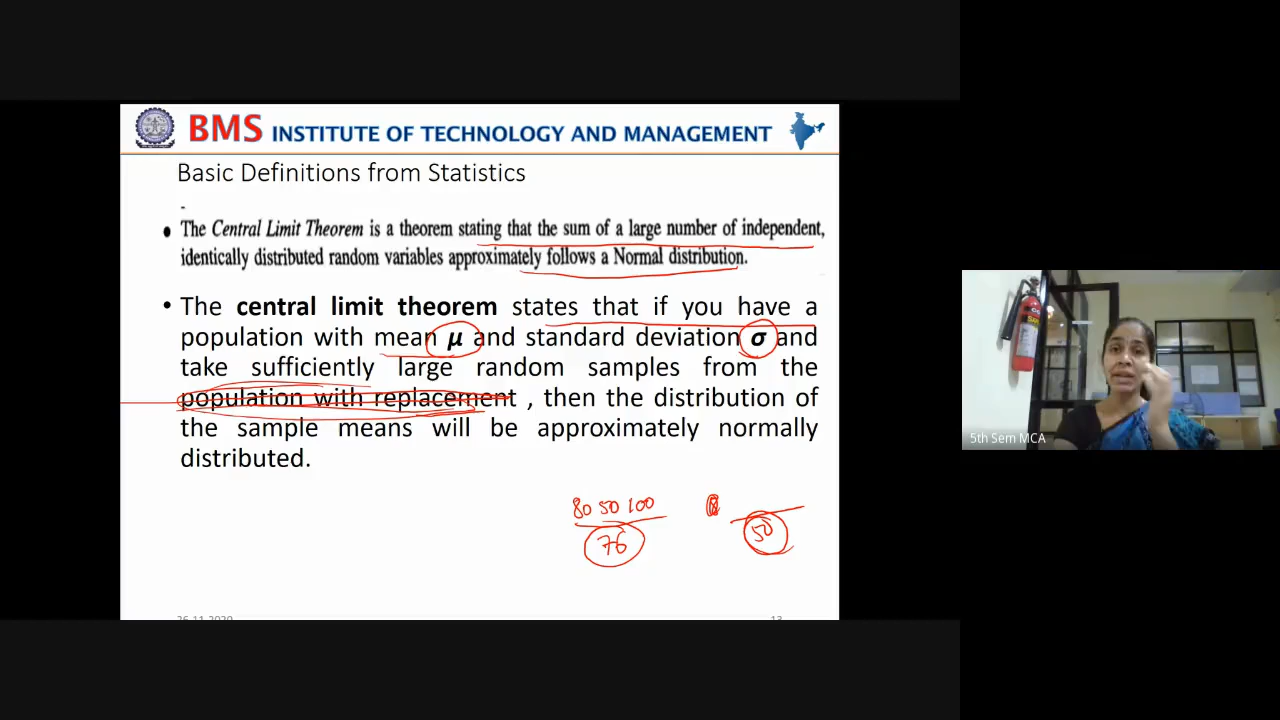 BMS INSTITUTE OF TECHNOLOGY AND MANAGEMENT
Basic Definitions from Statistics
• The Central Limit Theorem is a theorem stating that the sum of a large number of independent,
identically distributed random variables approximately follows a Normal distribution.
• The central limit theorem states that if you have a
population with mean μ and standard deviation σ and
take sufficiently large random samples from the
population with replacement , then the distribution of
the sample means will be approximately normally
distributed.
80 50 100
76
50
26.11.2020 13
5th Sem MCA